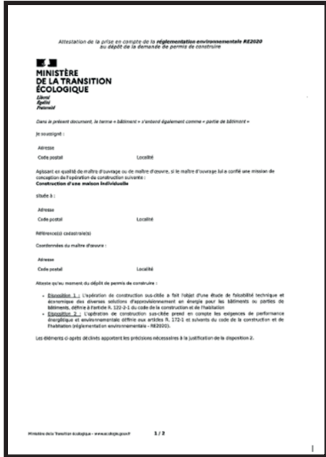 Attestation de la prise en compte de la réglementation environnementale RE2020
au dépôt de la demande de permis de construire
MINISTÈRE
DE LA TRANSITION
ÉCOLOGIQUE
Liberté
Égalité
Fraternité
Dans le présent document, le terme « bâtiment » s'entend également comme « partie de bâtiment »
Je soussigné :
Adresse
Code postal Localité
Agissant en qualité de maître d'ouvrage ou de maître d'œuvre, si le maître d'ouvrage lui a confié une mission de
conception de l'opération de construction suivante :
Construction d'une maison individuelle
située à :
Adresse
Code postal Localité
Référence(s) cadastrale(s)
Coordonnées du maître d'œuvre :
Adresse
Code postal Localité
Atteste qu'au moment du dépôt de permis de construire :
• Disposition 1 : L'opération de construction sus-citée a fait l'objet d'une étude de faisabilité technique et
économique des diverses solutions d'approvisionnement en énergie pour les bâtiments ou parties de
bâtiments, définie à l'article R. 122-2-1 du code de la construction et de l'habitation
• Disposition 2 : L'opération de construction sus-citée prend en compte les exigences de performance
énergétique et environnementale définie aux articles R. 172-1 et suivants du code de la construction et de
l'habitation (réglementation environnementale - RE2020).
Les éléments ci après déclinés apportent les précisions nécessaires à la justification de la disposition 2.
Ministère de la Transition écologique - www.ecologie.gouv.fr 1 / 3